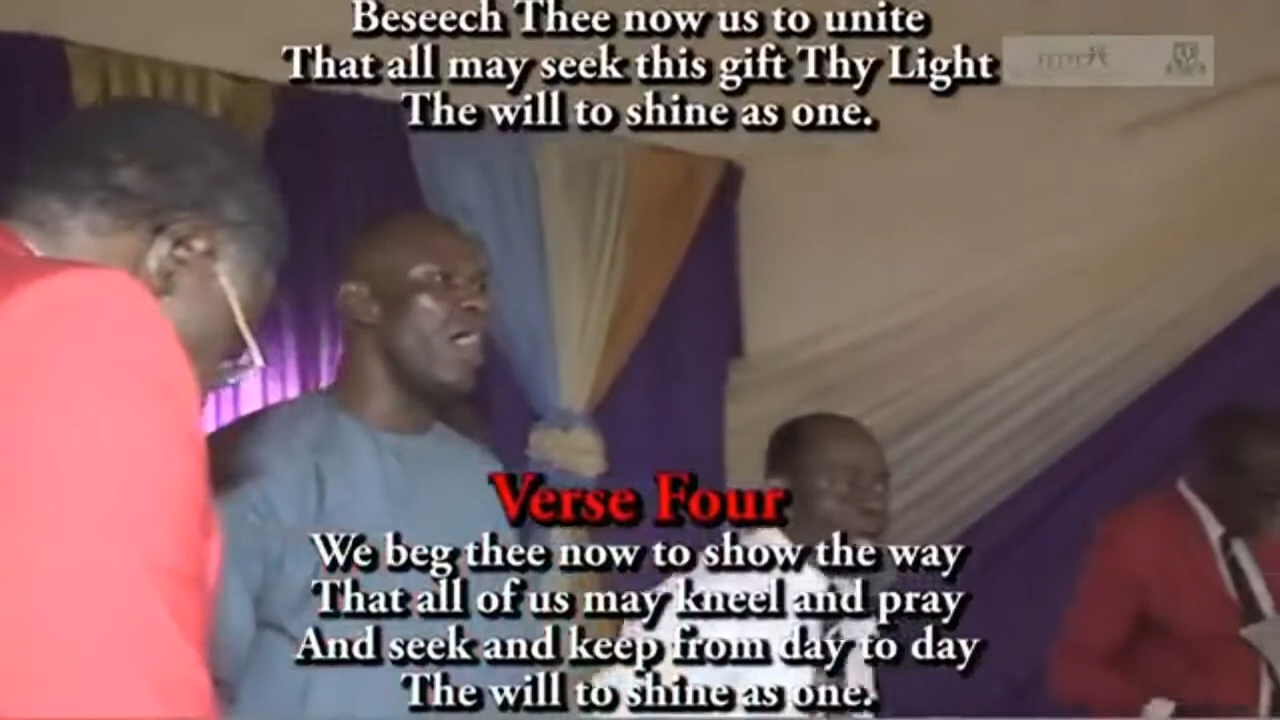 Beseech Thee now us to unite
That all may seek this gift Thy Light
The will to shine as one.
Verse Four
We beg thee now to show the way
That all of us may kneel and pray
And seek and keep from day to day
The will to shine as one.